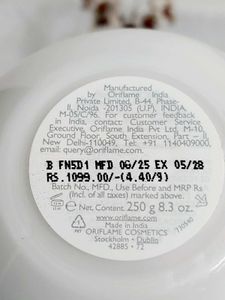 Manufactured
by Oriflame India
Private Limited, B-44, Phase-
II, Noida -201305 (U.P), INDIA.
M-05/C/96. For customer feedback
in India, Contact Customer Service
Executive, Oriflame India Pvt Ltd, M-10,
Ground Floor, South Extension, Part - II,
New Delhi-110049, Tel: +91 1140409000,
email: query@oriflame.com.
B FN5D1 MFD 06/25 EX 05/28
RS.1099.00/-(4.40/g)
Batch No., MFD., Use Before and MRP Rs
(Incl. of all taxes) marked above.
250 g 8.3 oz.
www.oriflame.com
Made in India
ORIFLAME COSMETICS
Stockholm • Dublin
42885 • 72